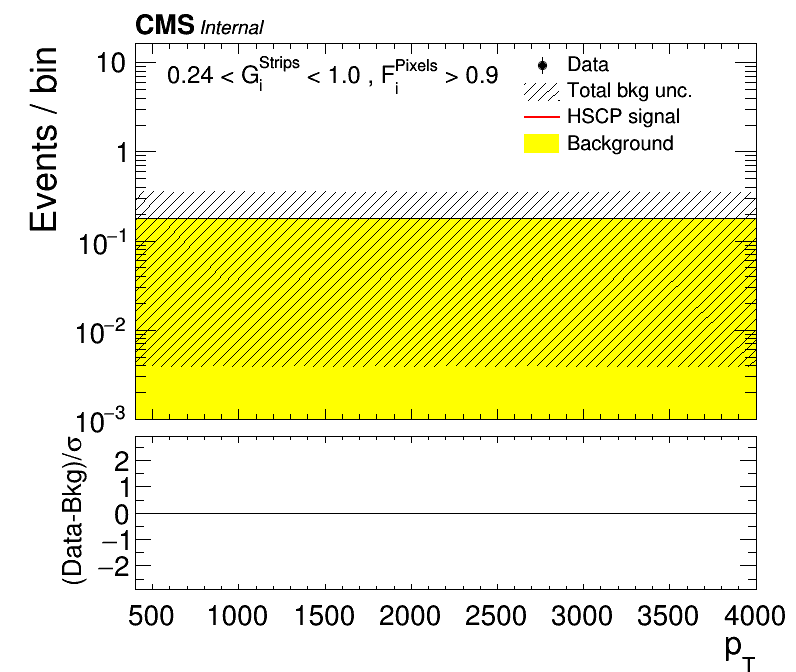 CMS Internal
0.24 < G_i^Strips < 1.0 , F_i^Pixels > 0.9
Data
Total bkg unc.
HSCP signal
Background
Events / bin
10
1
10^−1
10^−2
10^−3
(Data-Bkg)/σ
2
1
0
−1
−2
500 1000 1500 2000 2500 3000 3500 4000
p_T